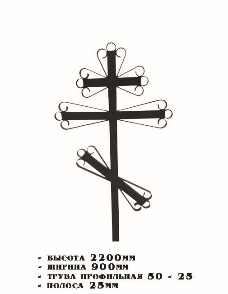 - ВЫСОТА 2200ММ
- ШИРИНА 900ММ
- ТРУБА ПРОФИЛЬНАЯ 50 - 25
- ПОЛОСА 25ММ